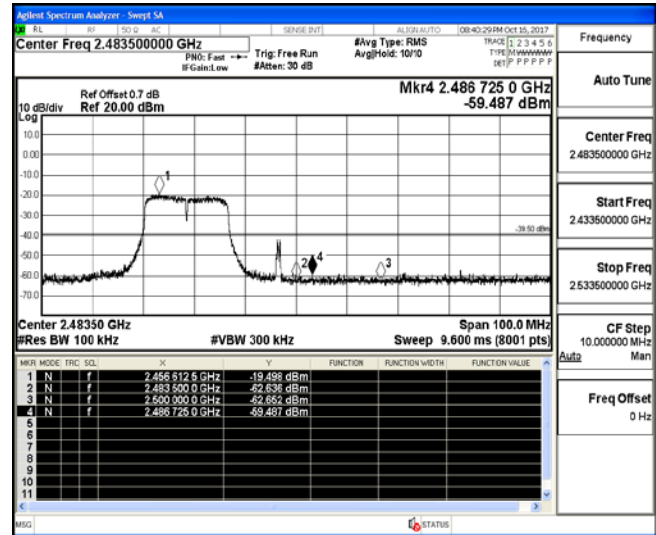 Agilent Spectrum Analyzer - Swept SA
RL RF 50 Ω AC SENSE:INT ALIGN AUTO 08:40:29 PM Oct 15, 2017
Center Freq 2.483500000 GHz
PNO: Fast
IFGain:Low
Trig: Free Run
#Atten: 30 dB
#Avg Type: RMS
Avg|Hold: 10/10
TRACE 1 2 3 4 5 6
TYPE MWWWWW
DET P P P P P P
Mkr4 2.486 725 0 GHz
-59.487 dBm
Ref Offset 0.7 dB
10 dB/div Ref 20.00 dBm
Log
10.0
0.00
-10.0
-20.0
-30.0
-40.0
-50.0
-60.0
-70.0
1
2
4
3
-39.50 dBm
Center 2.48350 GHz Span 100.0 MHz
#Res BW 100 kHz #VBW 300 kHz Sweep 9.600 ms (8001 pts)
MKR MODE TRC SCL X Y FUNCTION FUNCTION WIDTH FUNCTION VALUE
1 N f 2.456 512 5 GHz -19.498 dBm
2 N f 2.483 500 0 GHz -62.636 dBm
3 N f 2.500 000 0 GHz -62.652 dBm
4 N f 2.486 725 0 GHz -59.487 dBm
5
6
7
8
9
10
11
MSG STATUS
Frequency
Auto Tune
Center Freq
2.483500000 GHz
Start Freq
2.433500000 GHz
Stop Freq
2.533500000 GHz
CF Step
10.000000 MHz
Auto Man
Freq Offset
0 Hz